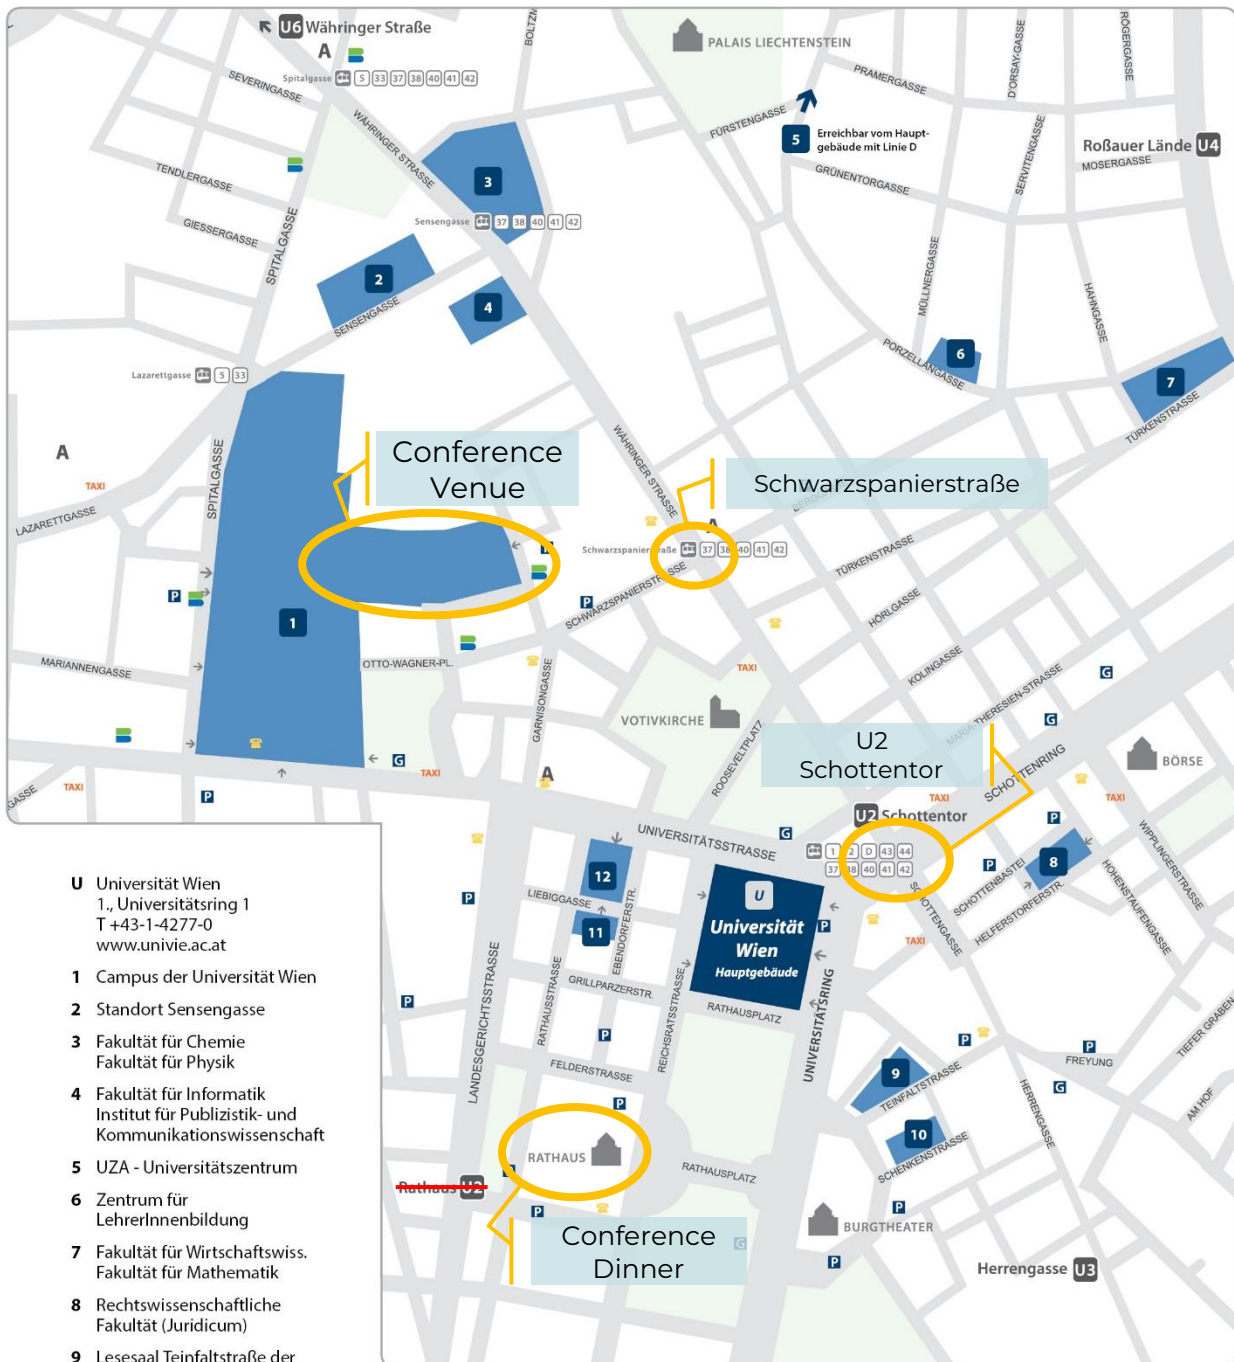 U6 Währinger Straße
A
Spitalgasse 5 33 37 38 40 41 42
SEVERINGASSE
BOLTZM
PALAIS LIECHTENSTEIN
PRAMERGASSE
D'ORSAY-GASSE
RÖGERGASSE
WÄHRINGER STRASSE
FÜRSTENGASSE
5 Erreichbar vom Haupt-
gebäude mit Linie D
Roßauer Lände U4
MOSERGASSE
TENDLERGASSE
3
GRÜNENTORGASSE
SERVITENGASSE
GIESSERGASSE
SPITALGASSE
Sensengasse 37 38 40 41 42
2
SENSENGASSE
4
MÜLLNERGASSE
HAHNGASSE
PORZELLANGASSE
6
7
TÜRKENSTRASSE
Lazarettgasse 5 33
A
TAXI
LAZARETTGASSE
SPITALGASSE
Conference
Venue
WÄHRINGER STRASSE
Schwarzspanierstraße
A
Schwarzspanierstraße 37 38 40 41 42
P
TÜRKENSTRASSE
SCHWARZSPANIERSTRASSE
P
P
1
HÖRLGASSE
MARIANNENGASSE
OTTO-WAGNER-PL.
TAXI
KOLINGASSE
G
GARNISONGASSE
VOTIVKIRCHE
ROOSEVELTPLATZ
MARIA-THERESIEN-STRASSE
G
U2
Schottentor
SCHOTTENRING
BÖRSE
G
TAXI
A
TAXI
GASSE
P
TAXI
TAXI
P
U2 Schottentor
UNIVERSITÄTSSTRASSE
G
1 2 D 43 44
37 38 40 41 42
WIPPLINGERSTRASSE
SCHOTTENBASTEI
P
8
HOHENSTAUFENGASSE
12
LIEBIGGASSE
11
EBENDORFERSTR.
P
U
Universität
Wien
Hauptgebäude
P
SCHOTTENGASSE
HELFERSTORFERSTR.
TAXI
U Universität Wien
1., Universitätsring 1
T +43-1-4277-0
www.univie.ac.at
1 Campus der Universität Wien
2 Standort Sensengasse
3 Fakultät für Chemie
Fakultät für Physik
4 Fakultät für Informatik
Institut für Publizistik- und
Kommunikationswissenschaft
5 UZA - Universitätszentrum
6 Zentrum für
LehrerInnenbildung
7 Fakultät für Wirtschaftswiss.
Fakultät für Mathematik
8 Rechtswissenschaftliche
Fakultät (Juridicum)
9 Lesesaal Teinfaltstraße der
LANDESGERICHTSSTRASSE
RATHAUSSTRASSE
GRILLPARZERSTR.
REICHSRATSSTRASSE
RATHAUSPLATZ
UNIVERSITÄTSRING
P
P
FELDERSTRASSE
P
9
TEINFALTSTRASSE
10
SCHENKENSTRASSE
P
HERRENGASSE
P
FREYUNG
G
TIEFER GRABEN
AM HOF
RATHAUS
Rathaus U2
P
RATHAUSPLATZ
Conference
Dinner
G
BURGTHEATER
P
P
Herrengasse U3